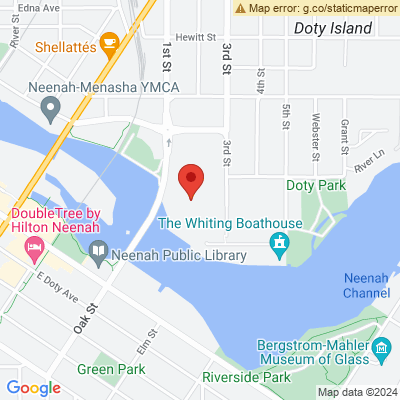 Map error: g.co/staticmaperror
Edna Ave
River St
Hewitt St
Doty Island
Shellattés
1st St
3rd St
4th St
Neenah-Menasha YMCA
5th St
Webster St
Grant St
3rd St
River Ln
Doty Park
DoubleTree by
Hilton Neenah
The Whiting Boathouse
Neenah Public Library
Neenah
Channel
E Doty Ave
Oak St
Elm St
Bergstrom-Mahler
Museum of Glass
Green Park
Riverside Park
Google
Map data ©2024